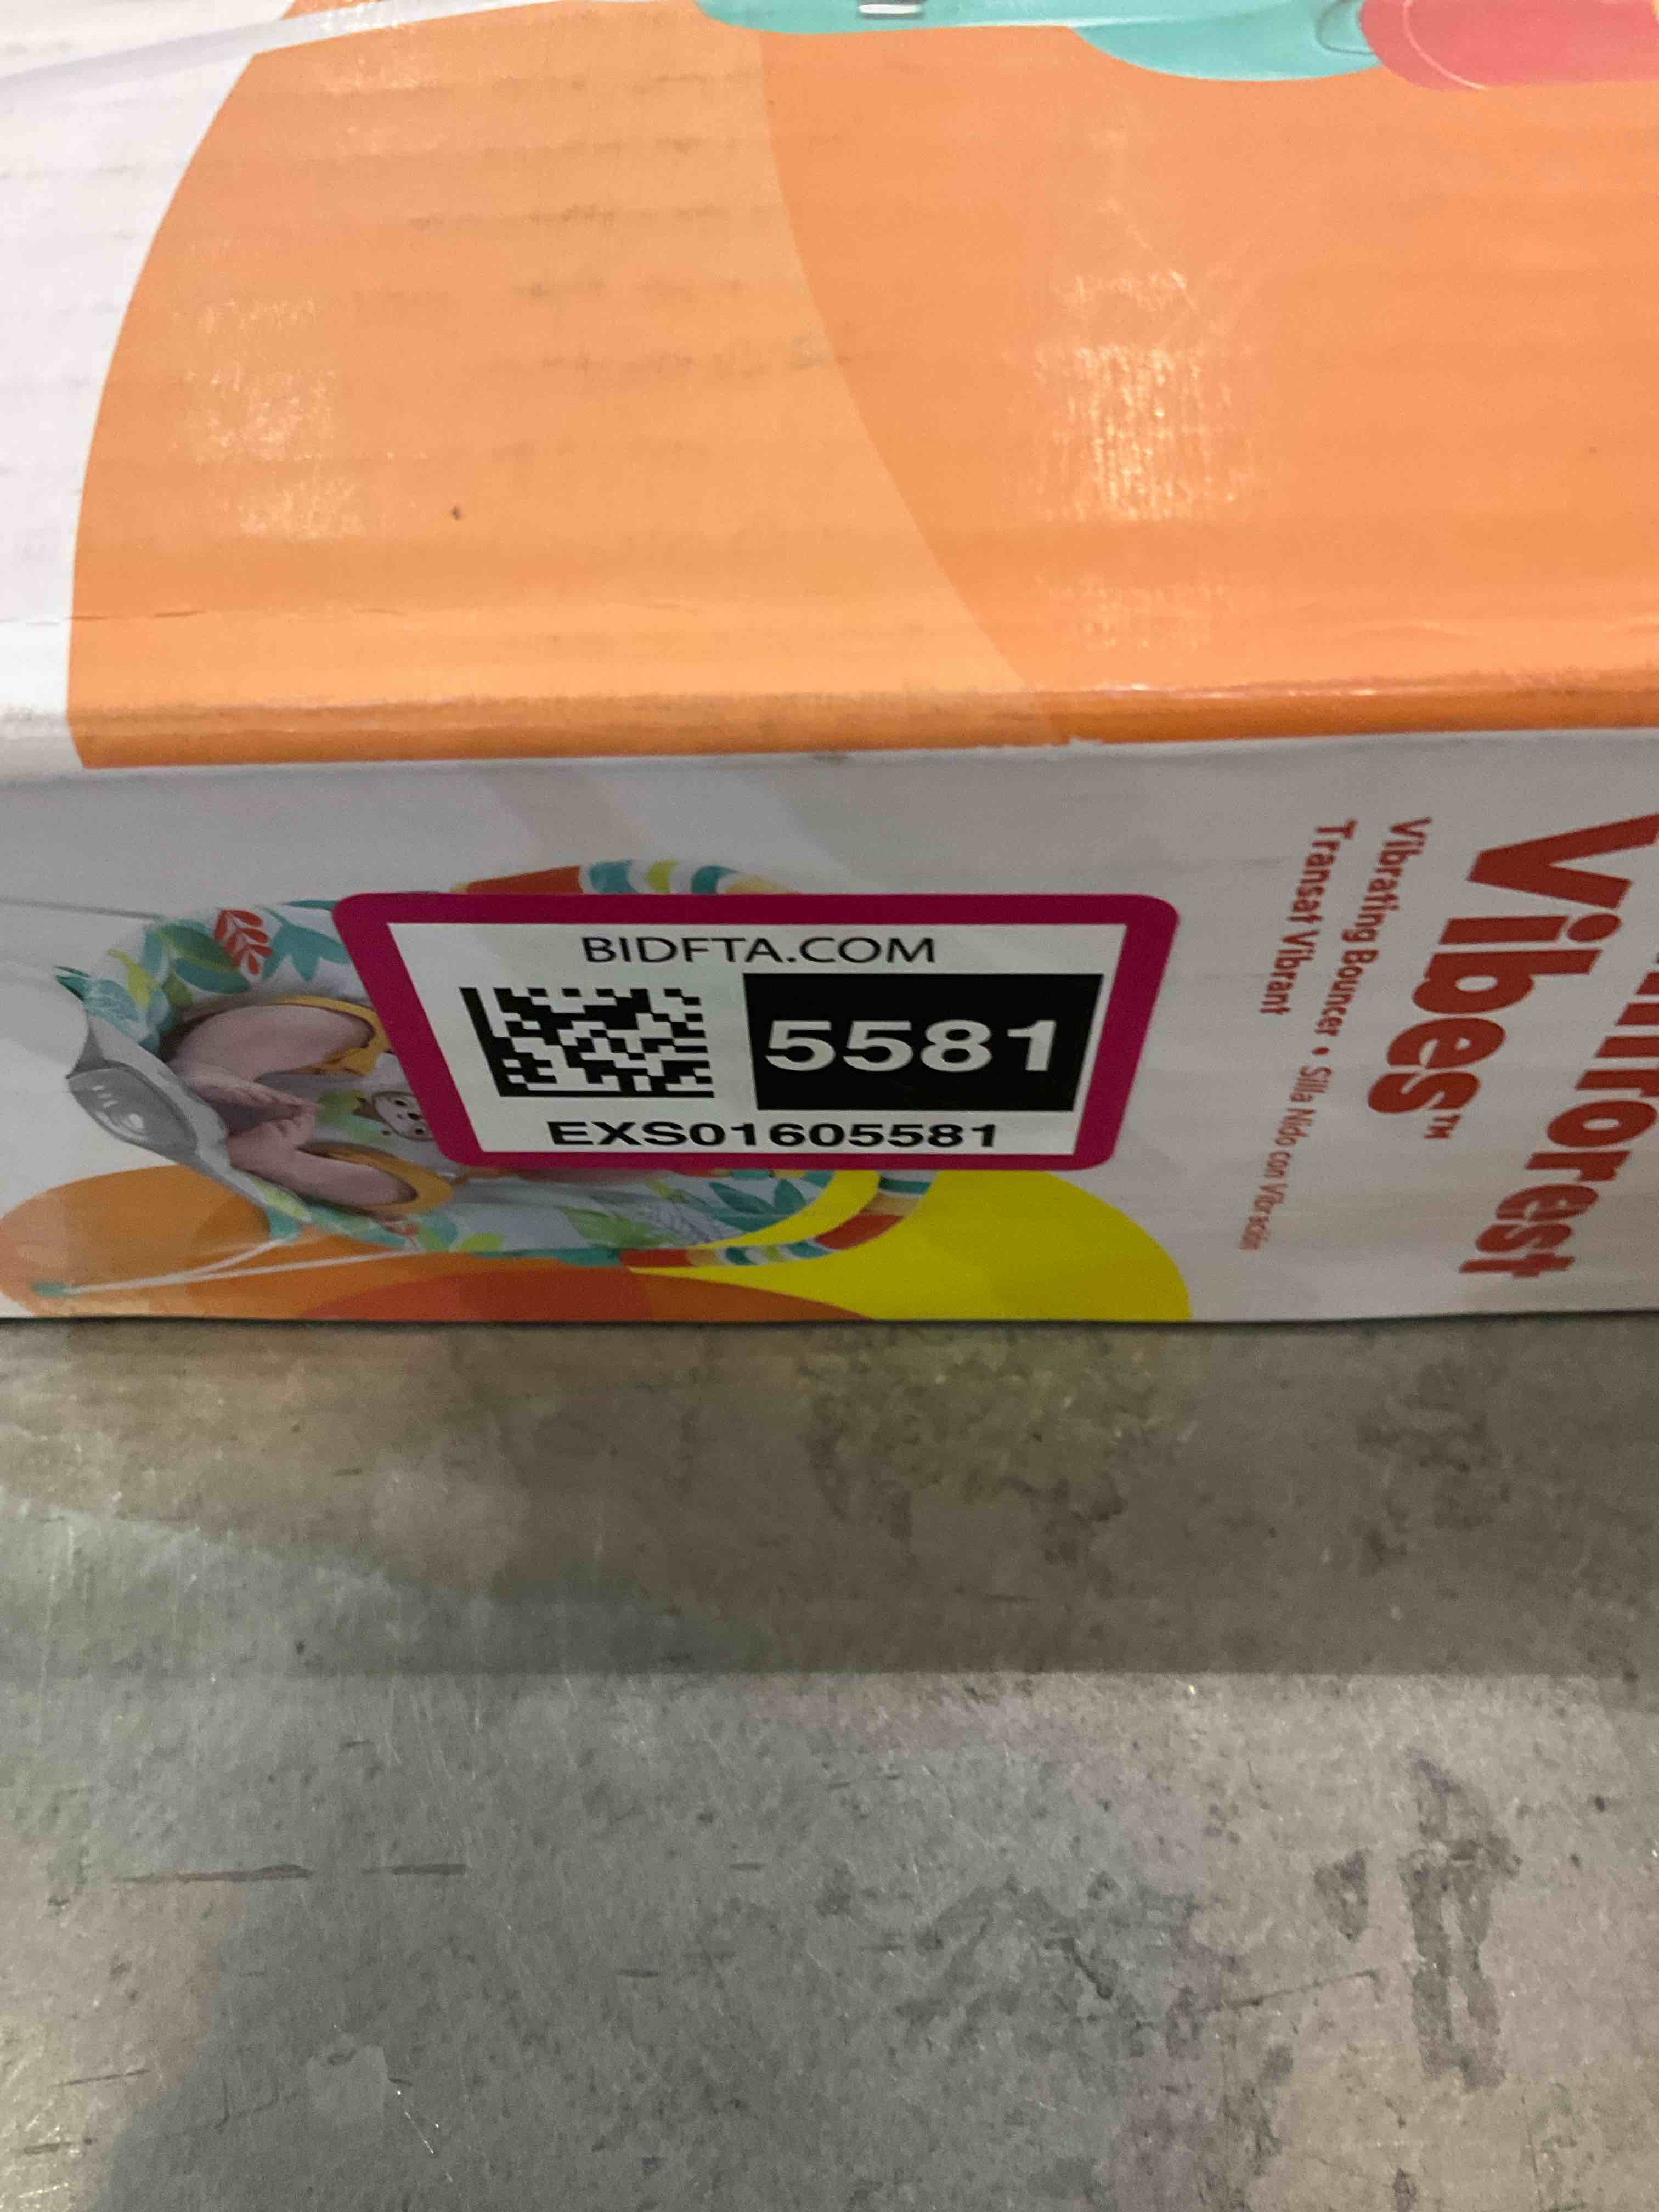 BIDFTA.COM
5581
EXS01605581
Vibes™
Vibrating Bouncer • Silla Nido con Vibración
Transat Vibrant